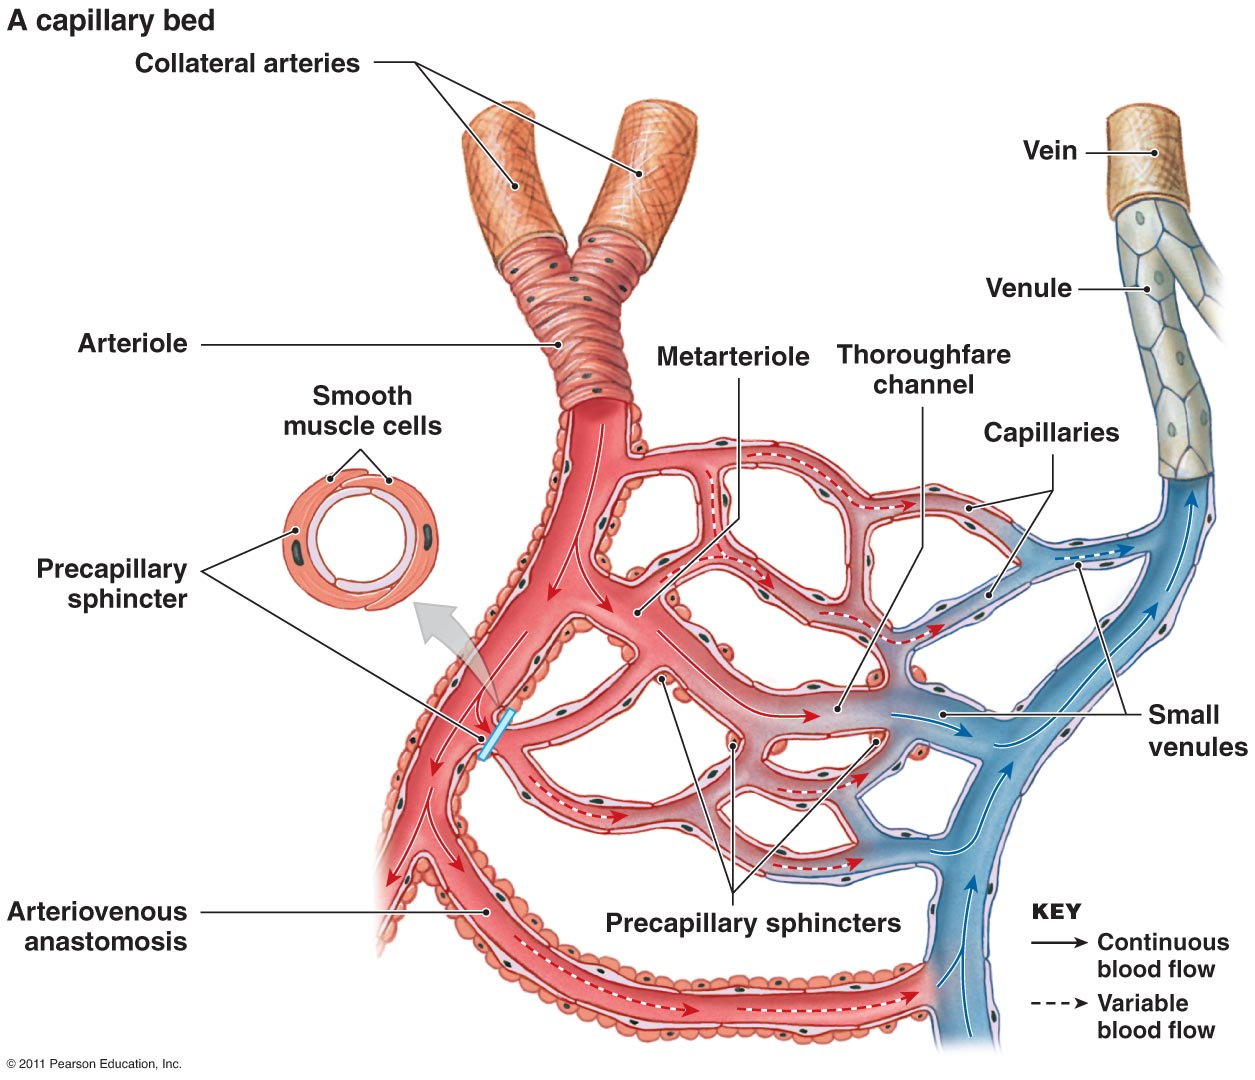 A capillary bed
Collateral arteries
Vein
Venule
Arteriole
Metarteriole
Thoroughfare
channel
Smooth
muscle cells
Capillaries
Precapillary
sphincter
Small
venules
Arteriovenous
anastomosis
Precapillary sphincters
KEY
Continuous
blood flow
Variable
blood flow
© 2011 Pearson Education, Inc.